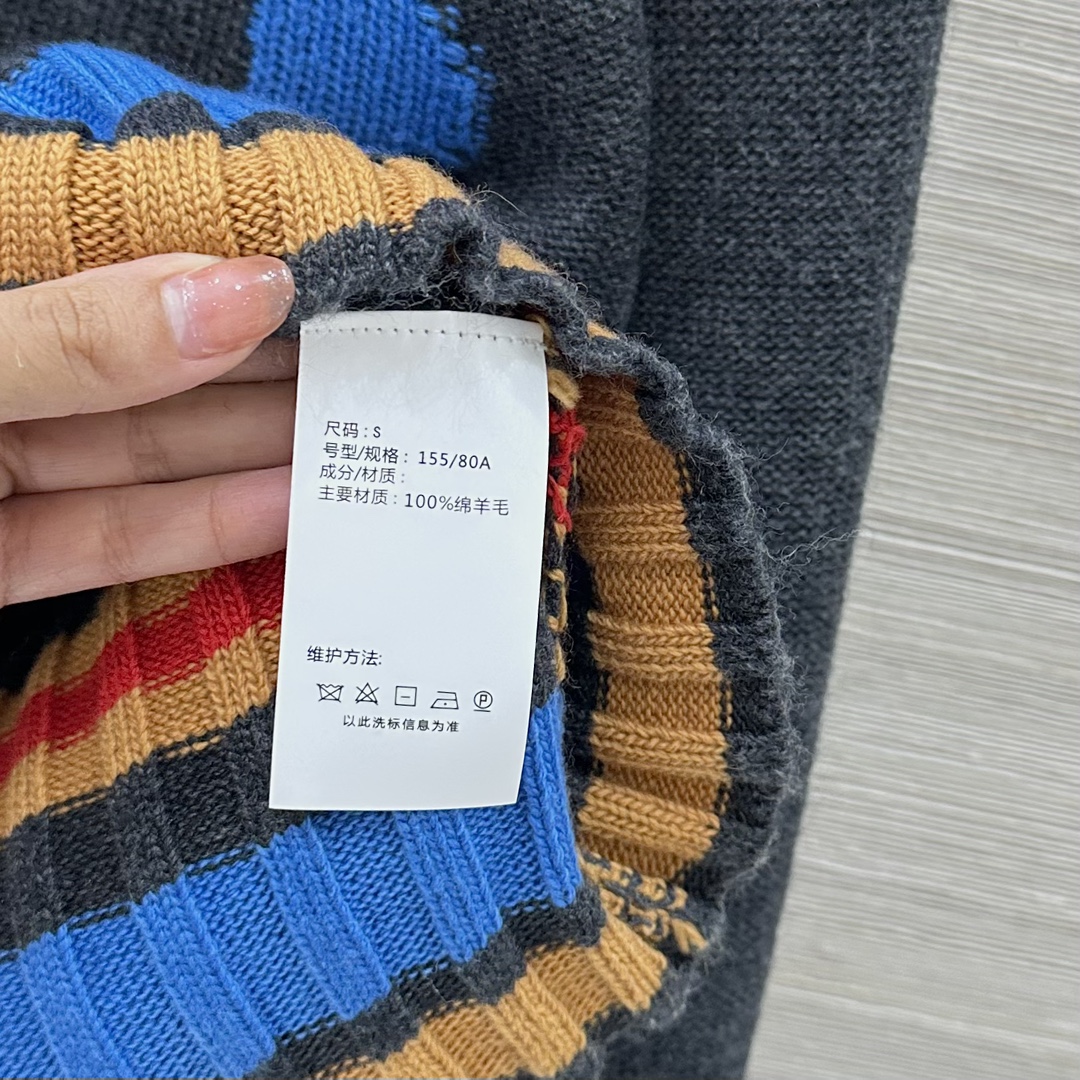 尺码：S
号型/规格：155/80A
成分/材质：
主要材质：100%绵羊毛
维护方法:
P
以此洗标信息为准